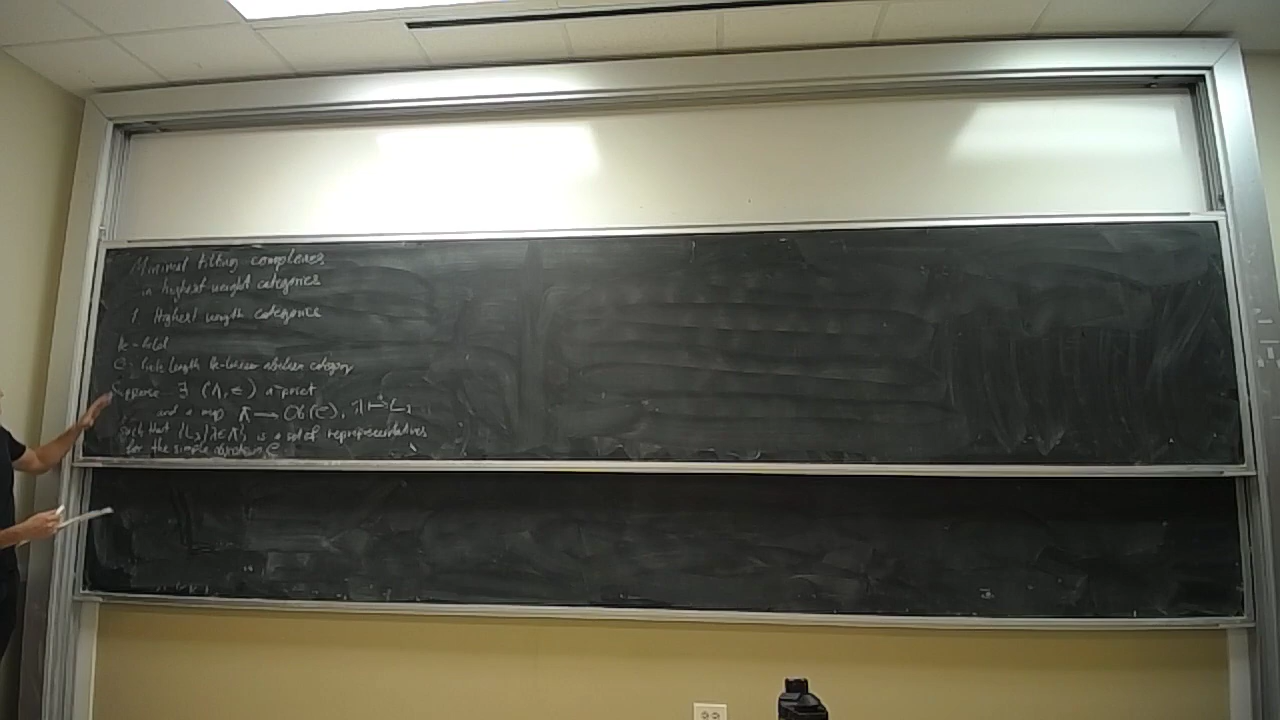 Minimal tilting complexes
in highest weight categories
1. Highest weight categories
k - field
C - finite length k-linear abelian category
Suppose ∃ (Λ, ≤) a poset
and a map Λ → Ob(C), λ ↦ L_λ
such that {L_λ | λ∈Λ} is a set of representatives
for the simple objects in C